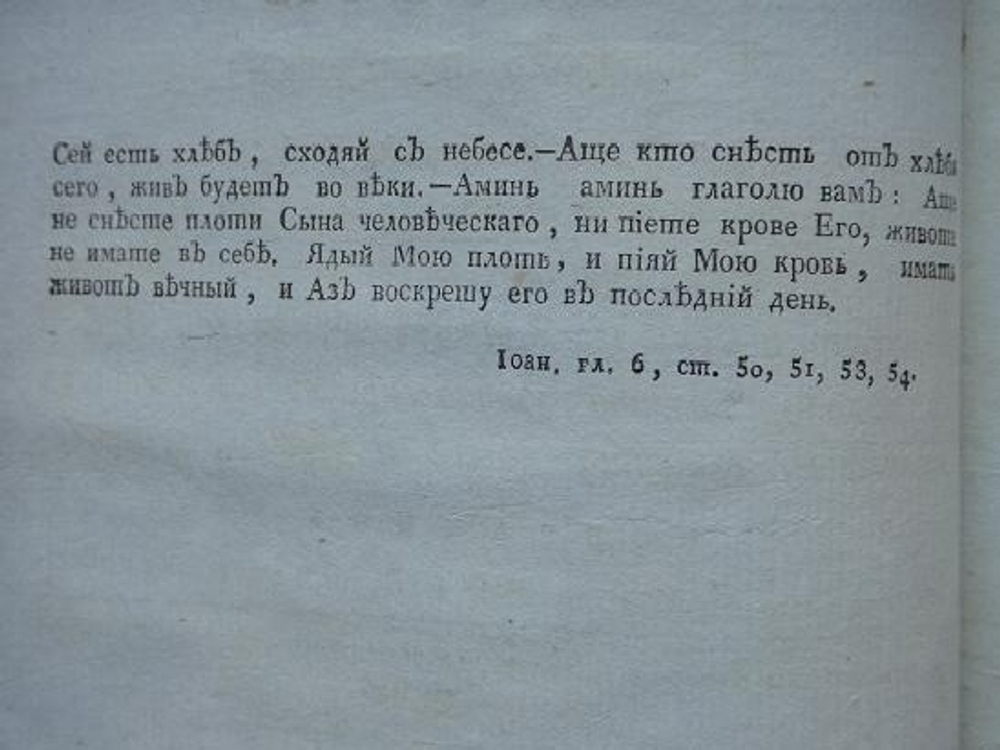 Сей есть хлѣбъ, сходяй съ небесе.—Аще кто снѣсть отъ хлѣба
сего, живъ будетъ во вѣки.—Аминь аминь глаголю вамъ: Аще
не снѣсте плоти Сына человѣческаго, ни піете крове Его, живота
не имате въ себѣ. Ядый Мою плоть, и піяй Мою кровь, имать
животъ вѣчный, и Азъ воскрешу его въ послѣдній день.
Іоан. гл. 6, ст. 50, 51, 53, 54.